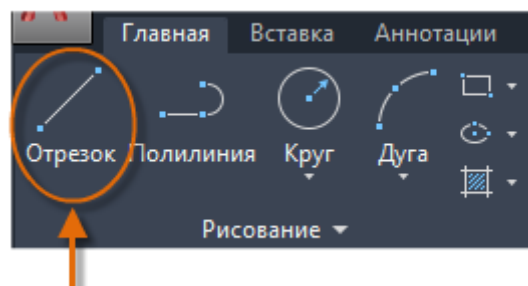 Главная Вставка Аннотации
Отрезок Полилиния Круг Дуга
Рисование